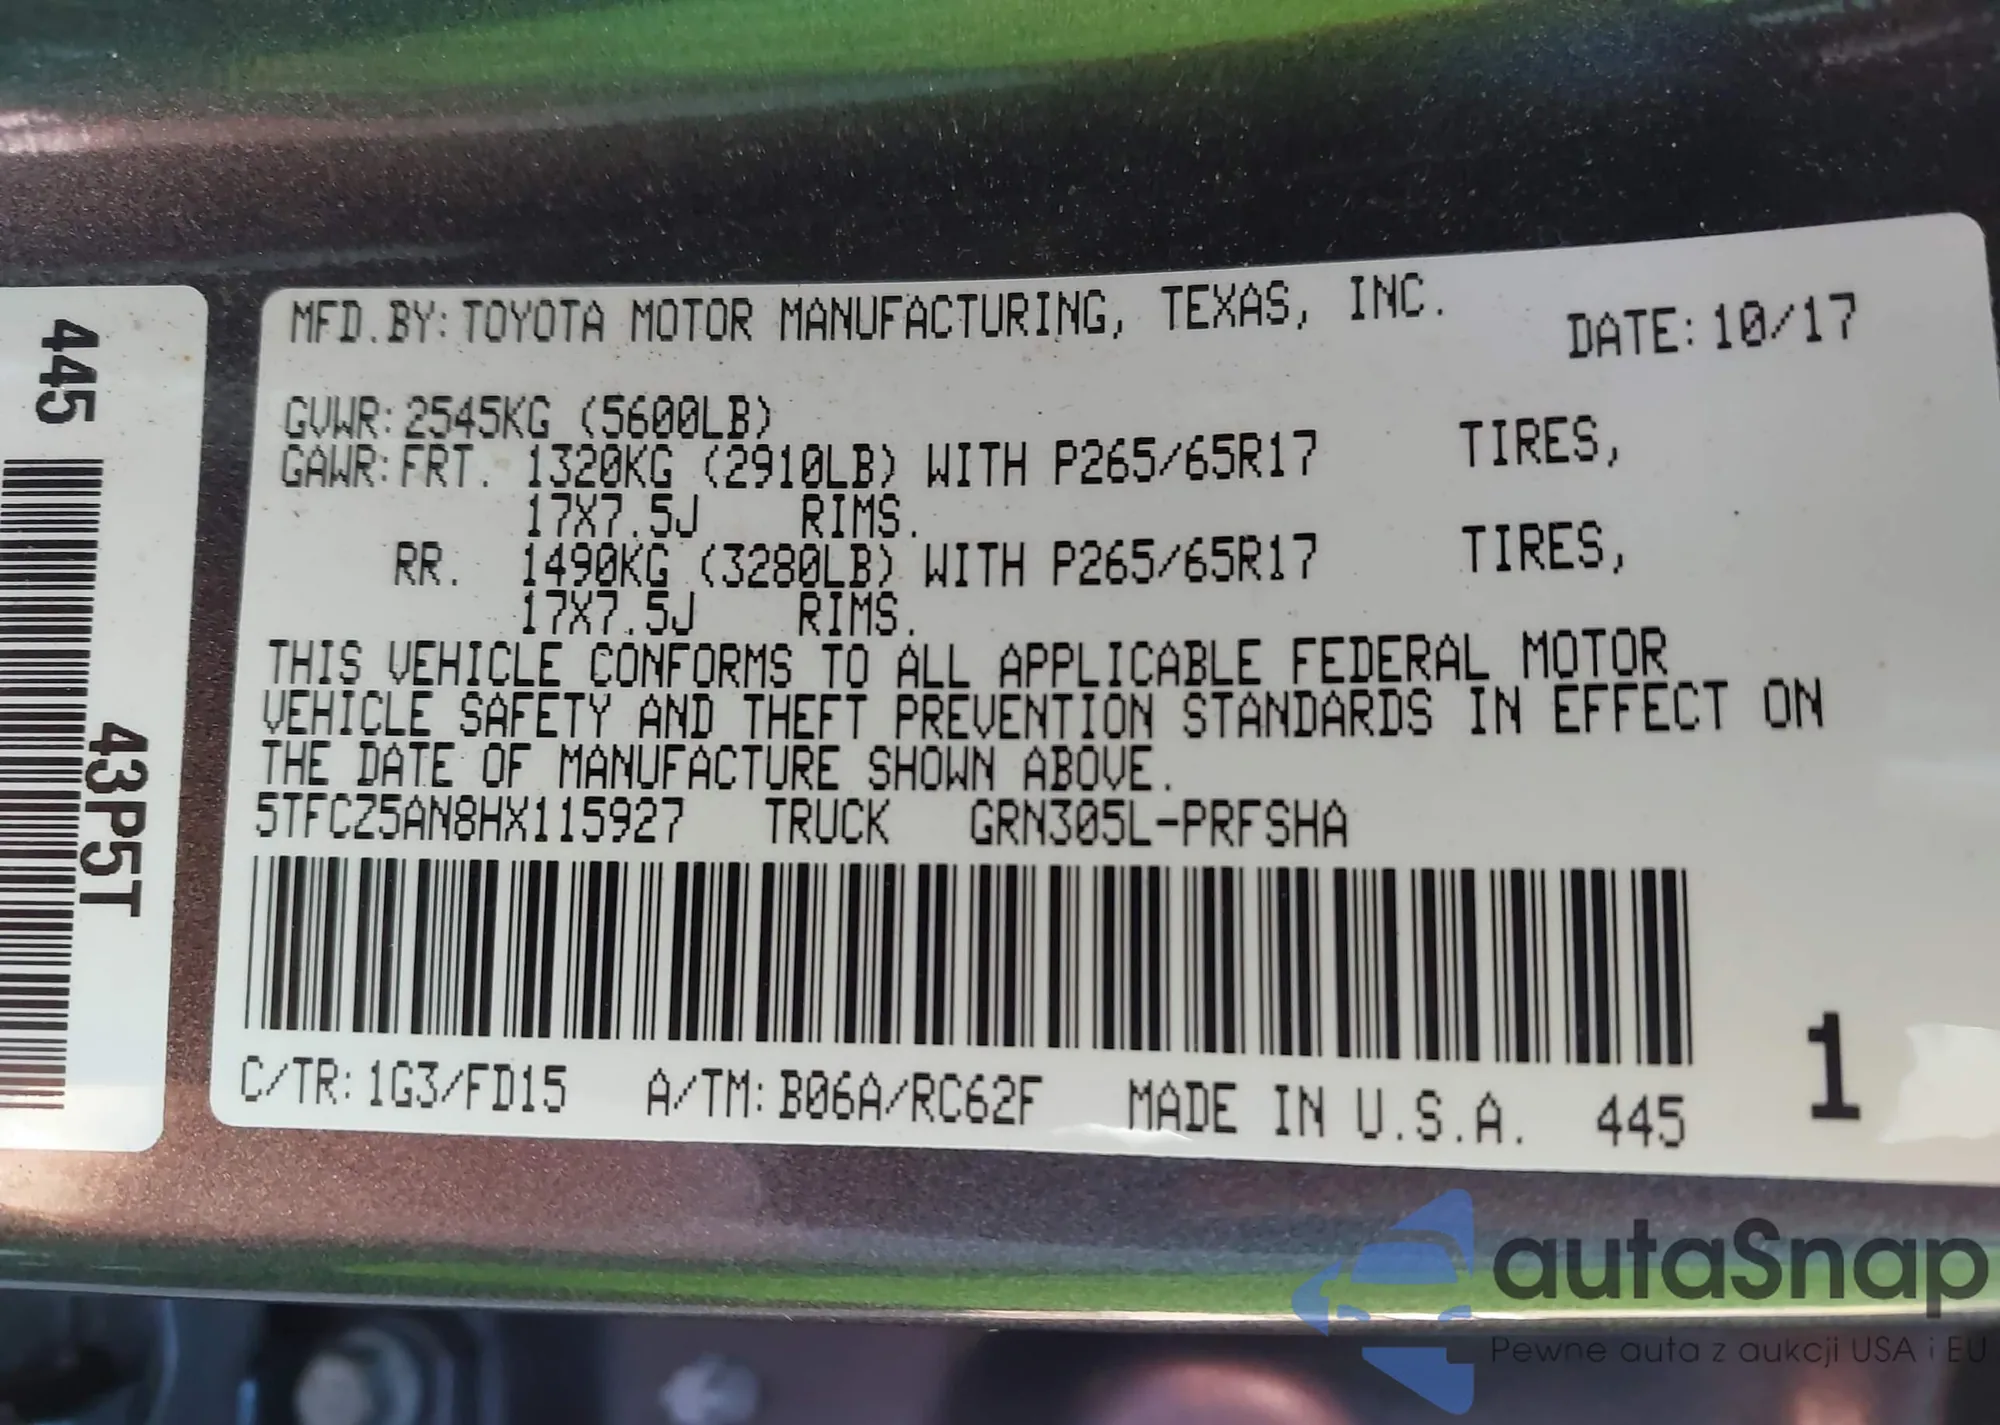 445
43P5T
MFD.BY: TOYOTA MOTOR MANUFACTURING, TEXAS, INC. DATE: 10/17
GVWR: 2545KG (5600LB)
GAWR: FRT. 1320KG (2910LB) WITH P265/65R17 TIRES,
17X7.5J RIMS.
RR. 1490KG (3280LB) WITH P265/65R17 TIRES,
17X7.5J RIMS.
THIS VEHICLE CONFORMS TO ALL APPLICABLE FEDERAL MOTOR
VEHICLE SAFETY AND THEFT PREVENTION STANDARDS IN EFFECT ON
THE DATE OF MANUFACTURE SHOWN ABOVE.
5TFCZ5AN8HX115927 TRUCK GRN305L-PRFSHA
C/TR: 1G3/FD15 A/TM: B06A/RC62F MADE IN U.S.A. 445 1
autaSnap
Pewne auta z aukcji USA i EU